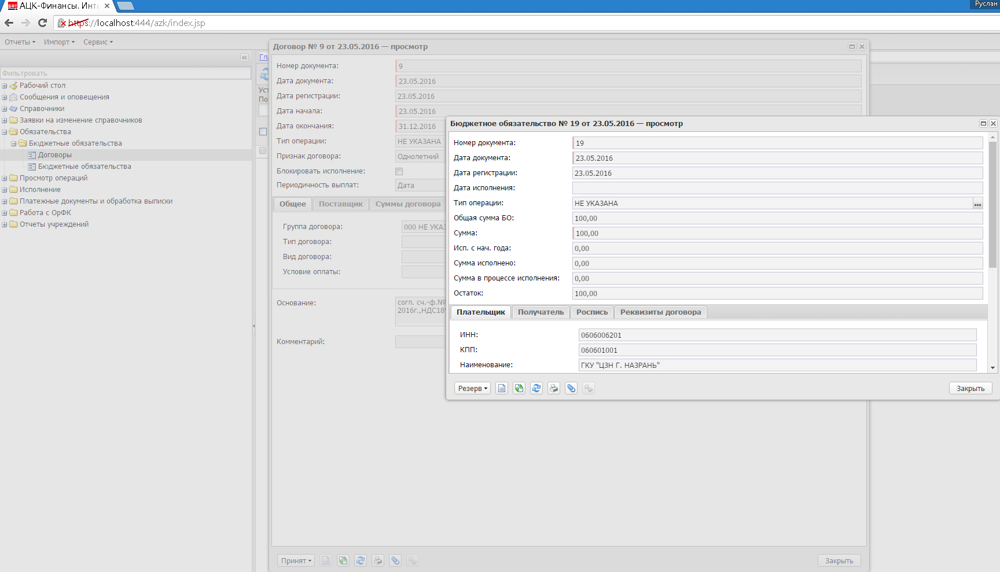 БФТ АЦК-Финансы. Инте
Руслан
https://localhost:444/azk/index.jsp
Отчеты Импорт Сервис
Фильтровать
Рабочий стол
Сообщения и оповещения
Справочники
Заявки на изменение справочников
Обязательства
Бюджетные обязательства
Договоры
Бюджетные обязательства
Просмотр операций
Исполнение
Платежные документы и обработка выписки
Работа с ОрФК
Отчеты учреждений
Гла
Уст
По
Договор № 9 от 23.05.2016 — просмотр
Номер документа: 9
Дата документа: 23.05.2016
Дата регистрации: 23.05.2016
Дата начала: 23.05.2016
Дата окончания: 31.12.2016
Тип операции: НЕ УКАЗАНА
Признак договора: Однолетний
Блокировать исполнение:
Периодичность выплат: Дата
Общее Поставщик Суммы договора
Группа договора: 000 НЕ УКАЗ
Тип договора:
Вид договора:
Условие оплаты:
Основание: согл. сч.-ф.№
2016г.,НДС18%
Комментарий:
Принят Закрыть
Бюджетное обязательство № 19 от 23.05.2016 — просмотр
Номер документа: 19
Дата документа: 23.05.2016
Дата регистрации: 23.05.2016
Дата исполнения:
Тип операции: НЕ УКАЗАНА ...
Общая сумма БО: 100,00
Сумма: 100,00
Исп. с нач. года: 0,00
Сумма исполнено: 0,00
Сумма в процессе исполнения: 0,00
Остаток: 100,00
Плательщик Получатель Роспись Реквизиты договора
ИНН: 0606006201
КПП: 060601001
Наименование: ГКУ "ЦЗН Г. НАЗРАНЬ"
Резерв Закрыть